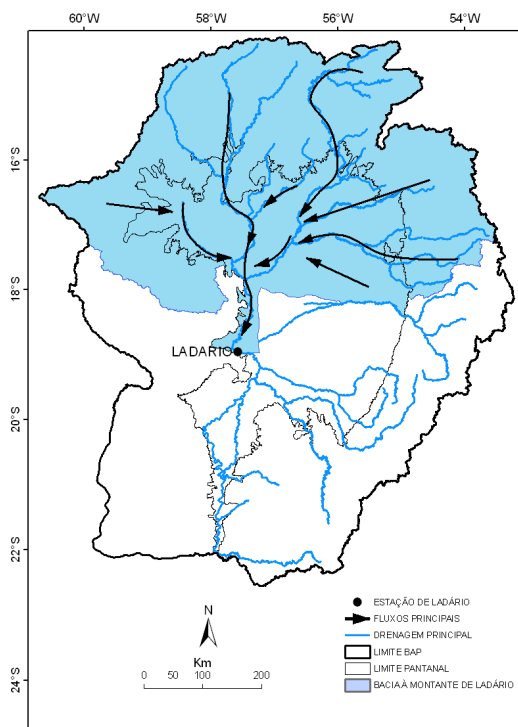 60°W 58°W 56°W 54°W
16°S
18°S
LADÁRIO
20°S
22°S
24°S
N
Km
0 50 100 200
ESTAÇÃO DE LADÁRIO
FLUXOS PRINCIPAIS
DRENAGEM PRINCIPAL
LIMITE BAP
LIMITE PANTANAL
BACIA À MONTANTE DE LADÁRIO